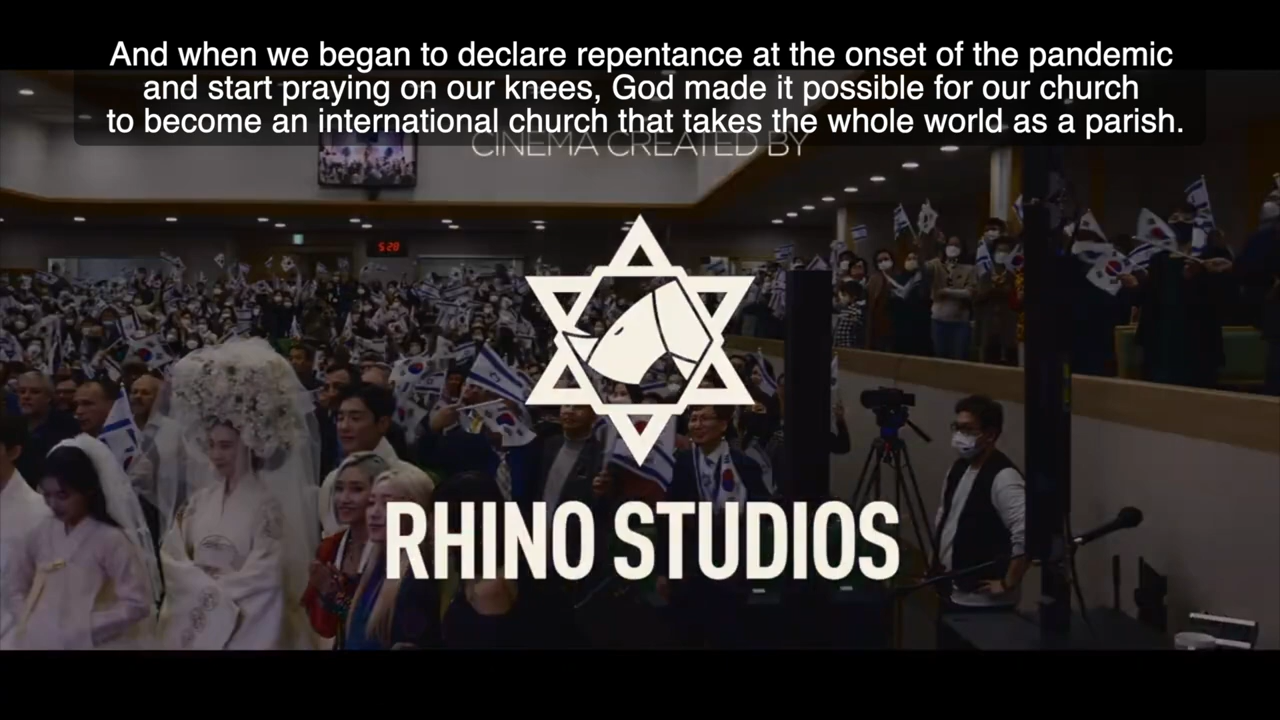 And when we began to declare repentance at the onset of the pandemic
and start praying on our knees, God made it possible for our church
to become an international church that takes the whole world as a parish.
CINEMA CREATED BY
5:20
RHINO STUDIOS